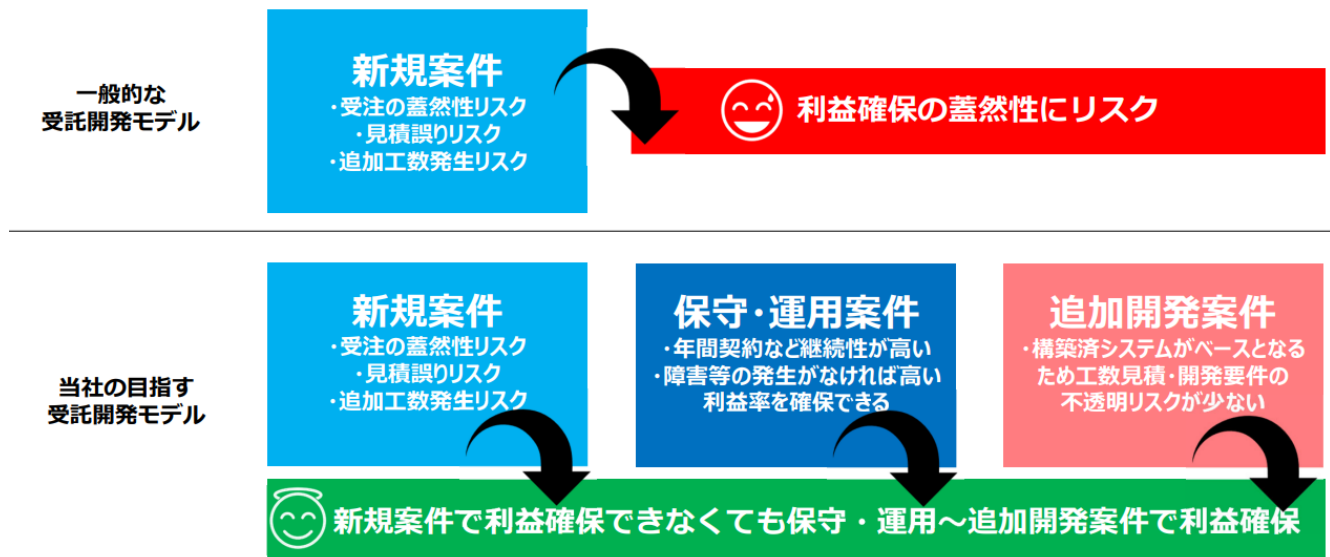 一般的な
受託開発モデル
新規案件
・受注の蓋然性リスク
・見積誤りリスク
・追加工数発生リスク
利益確保の蓋然性にリスク
当社の目指す
受託開発モデル
新規案件
・受注の蓋然性リスク
・見積誤りリスク
・追加工数発生リスク
保守・運用案件
・年間契約など継続性が高い
・障害等の発生がなければ高い
利益率を確保できる
追加開発案件
・構築済システムがベースとなる
ため工数見積・開発要件の
不透明リスクが少ない
新規案件で利益確保できなくても保守・運用～追加開発案件で利益確保